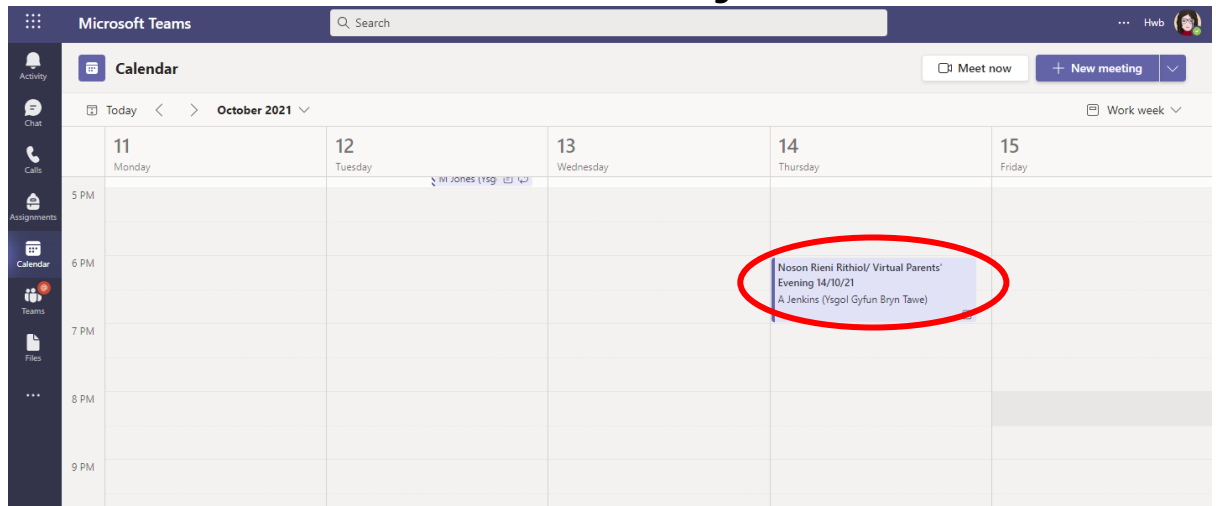 Microsoft Teams
Search
Hwb
Activity
Calendar
Meet now
New meeting
Chat
Today
October 2021
Work week
Calls
11
Monday
12
Tuesday
13
Wednesday
14
Thursday
15
Friday
M Jones (Ysg
Assignments
5 PM
Calendar
6 PM
Noson Rieni Rithiol/ Virtual Parents'
Evening 14/10/21
A Jenkins (Ysgol Gyfun Bryn Tawe)
Teams
7 PM
Files
8 PM
9 PM